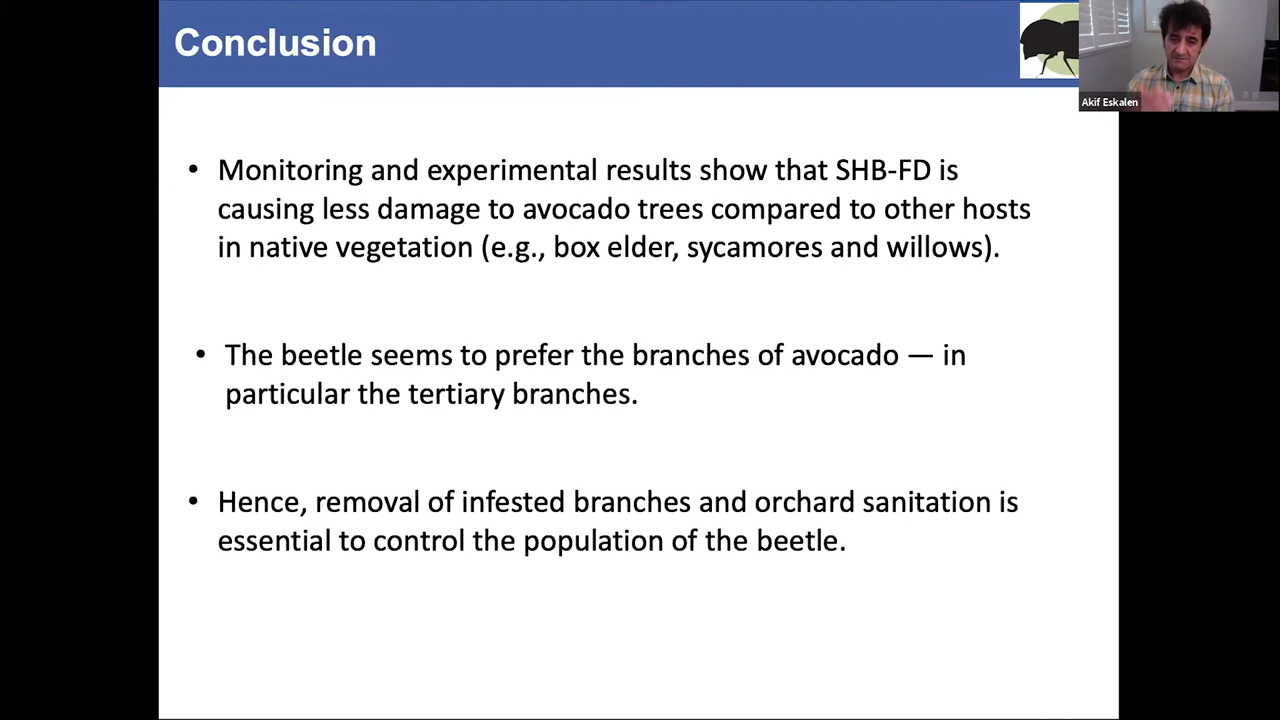 Conclusion
Akif Eskalen
• Monitoring and experimental results show that SHB-FD is
causing less damage to avocado trees compared to other hosts
in native vegetation (e.g., box elder, sycamores and willows).
• The beetle seems to prefer the branches of avocado — in
particular the tertiary branches.
• Hence, removal of infested branches and orchard sanitation is
essential to control the population of the beetle.